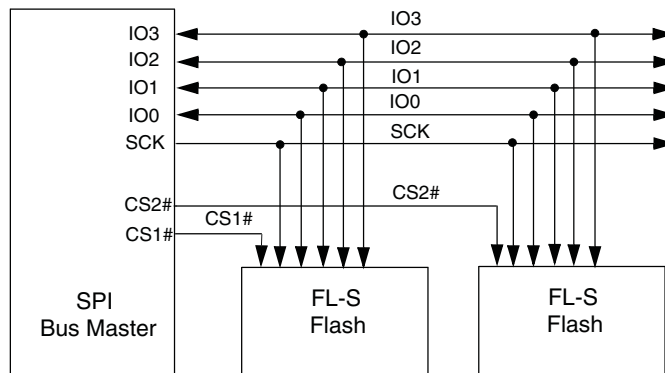 IO3 IO3
IO2 IO2
IO1 IO1
IO0 IO0
SCK SCK
CS2# CS2#
CS1# CS1#
SPI
Bus Master
FL-S
Flash
FL-S
Flash